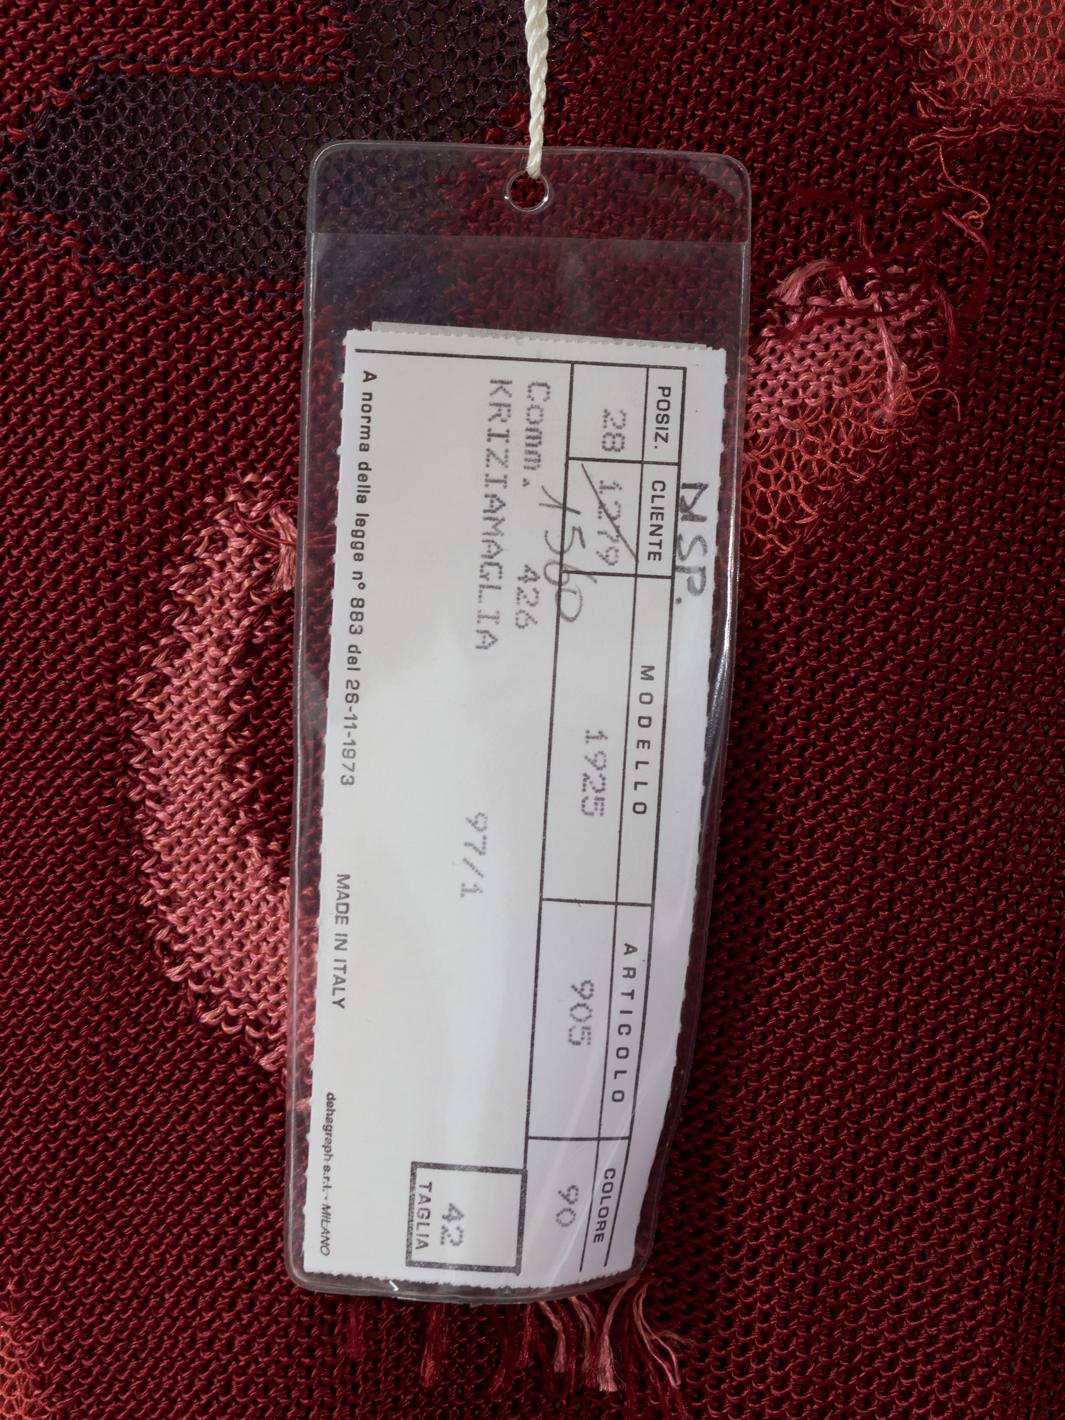 DISP.
POSIZ. CLIENTE MODELLO ARTICOLO COLORE
28 1279 1925 905 90
1560
Comm. 426
KRIZIAMAGLIA 97/1
42
TAGLIA
A norma della legge n° 883 del 26-11-1973 MADE IN ITALY dehagraph s.r.l. - MILANO